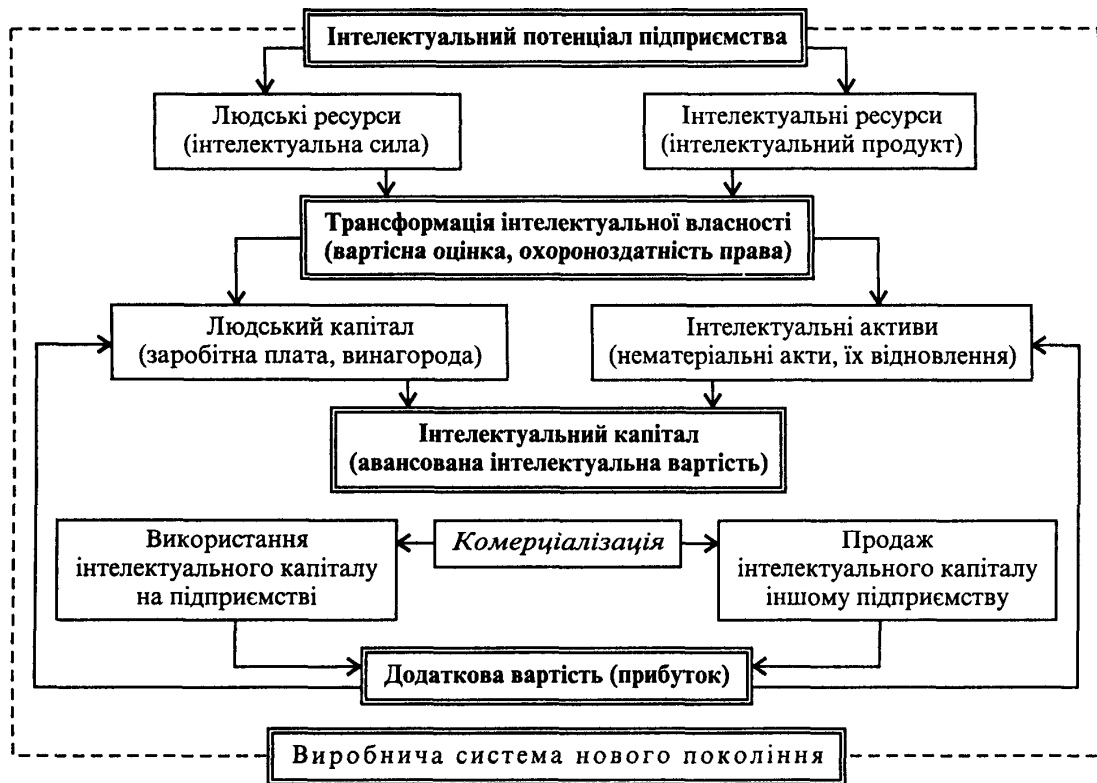 Інтелектуальний потенціал підприємства
Людські ресурси
(інтелектуальна сила)
Інтелектуальні ресурси
(інтелектуальний продукт)
Трансформація інтелектуальної власності
(вартісна оцінка, охороноздатність права)
Людський капітал
(заробітна плата, винагорода)
Інтелектуальні активи
(нематеріальні акти, їх відновлення)
Інтелектуальний капітал
(авансована інтелектуальна вартість)
Використання
інтелектуального капіталу
на підприємстві
Комерціалізація
Продаж
інтелектуального капіталу
іншому підприємству
Додаткова вартість (прибуток)
Виробнича система нового покоління